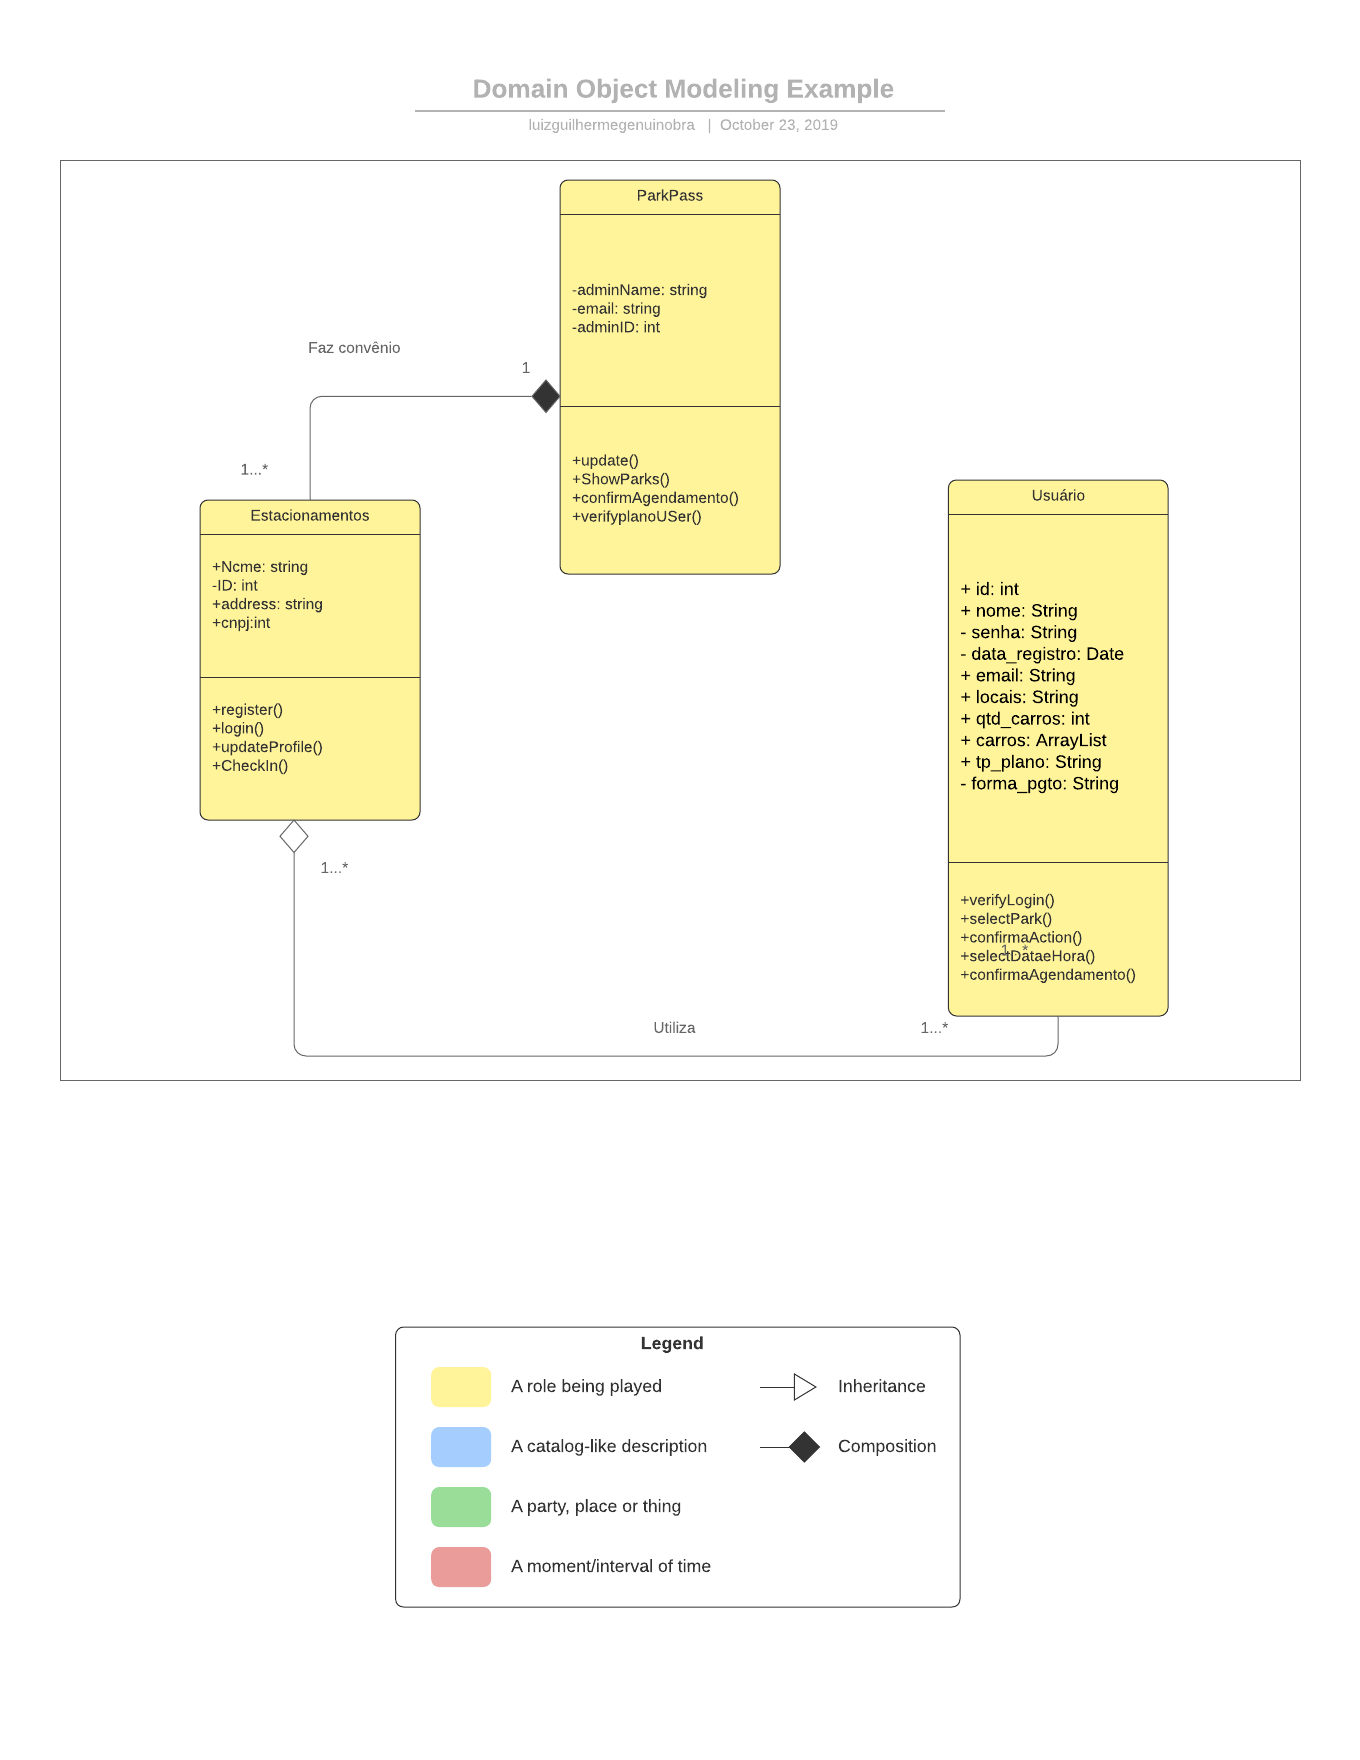 Domain Object Modeling Example
luizguilhermegenuinobra | October 23, 2019
ParkPass
-adminName: string
-email: string
-adminID: int
+update()
+ShowParks()
+confirmAgendamento()
+verifyplanoUSer()
Faz convênio
1
1...*
Estacionamentos
+Ncme: string
-ID: int
+address: string
+cnpj:int
+register()
+login()
+updateProfile()
+CheckIn()
1...*
Usuário
+ id: int
+ nome: String
- senha: String
- data_registro: Date
+ email: String
+ locais: String
+ qtd_carros: int
+ carros: ArrayList
+ tp_plano: String
- forma_pgto: String
+verifyLogin()
+selectPark()
+confirmaAction()
1...*
+selectDataeHora()
+confirmaAgendamento()
Utiliza
1...*
Legend
A role being played
Inheritance
A catalog-like description
Composition
A party, place or thing
A moment/interval of time